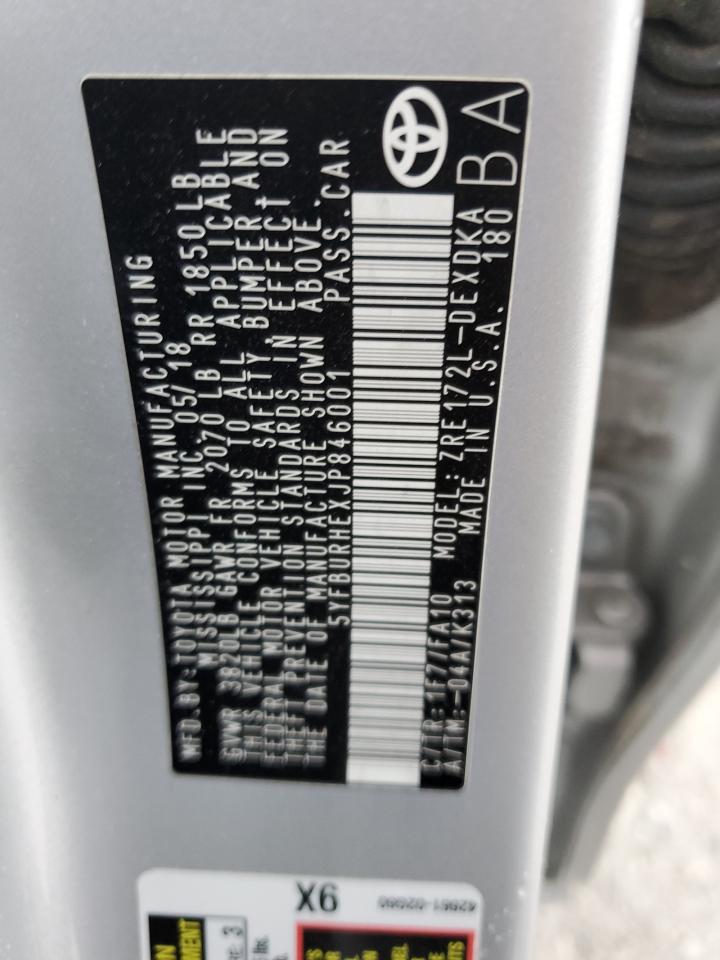 MFD. BY: TOYOTA MOTOR MANUFACTURING
MISSISSIPPI INC. 05/18
GVWR 3820LB GAWR FR 2070 LB RR 1850 LB
THIS VEHICLE CONFORMS TO ALL APPLICABLE
FEDERAL MOTOR VEHICLE SAFETY BUMPER AND
THEFT PREVENTION STANDARDS IN EFFECT ON
THE DATE OF MANUFACTURE SHOWN ABOVE.
5YFBURHEXJP846001 PASS.CAR
C/TR: 1F7/FA10 MODEL: ZRE172L-DEXDKA
A/TM: -04A/K313 MADE IN U.S.A. 180
BA
X6